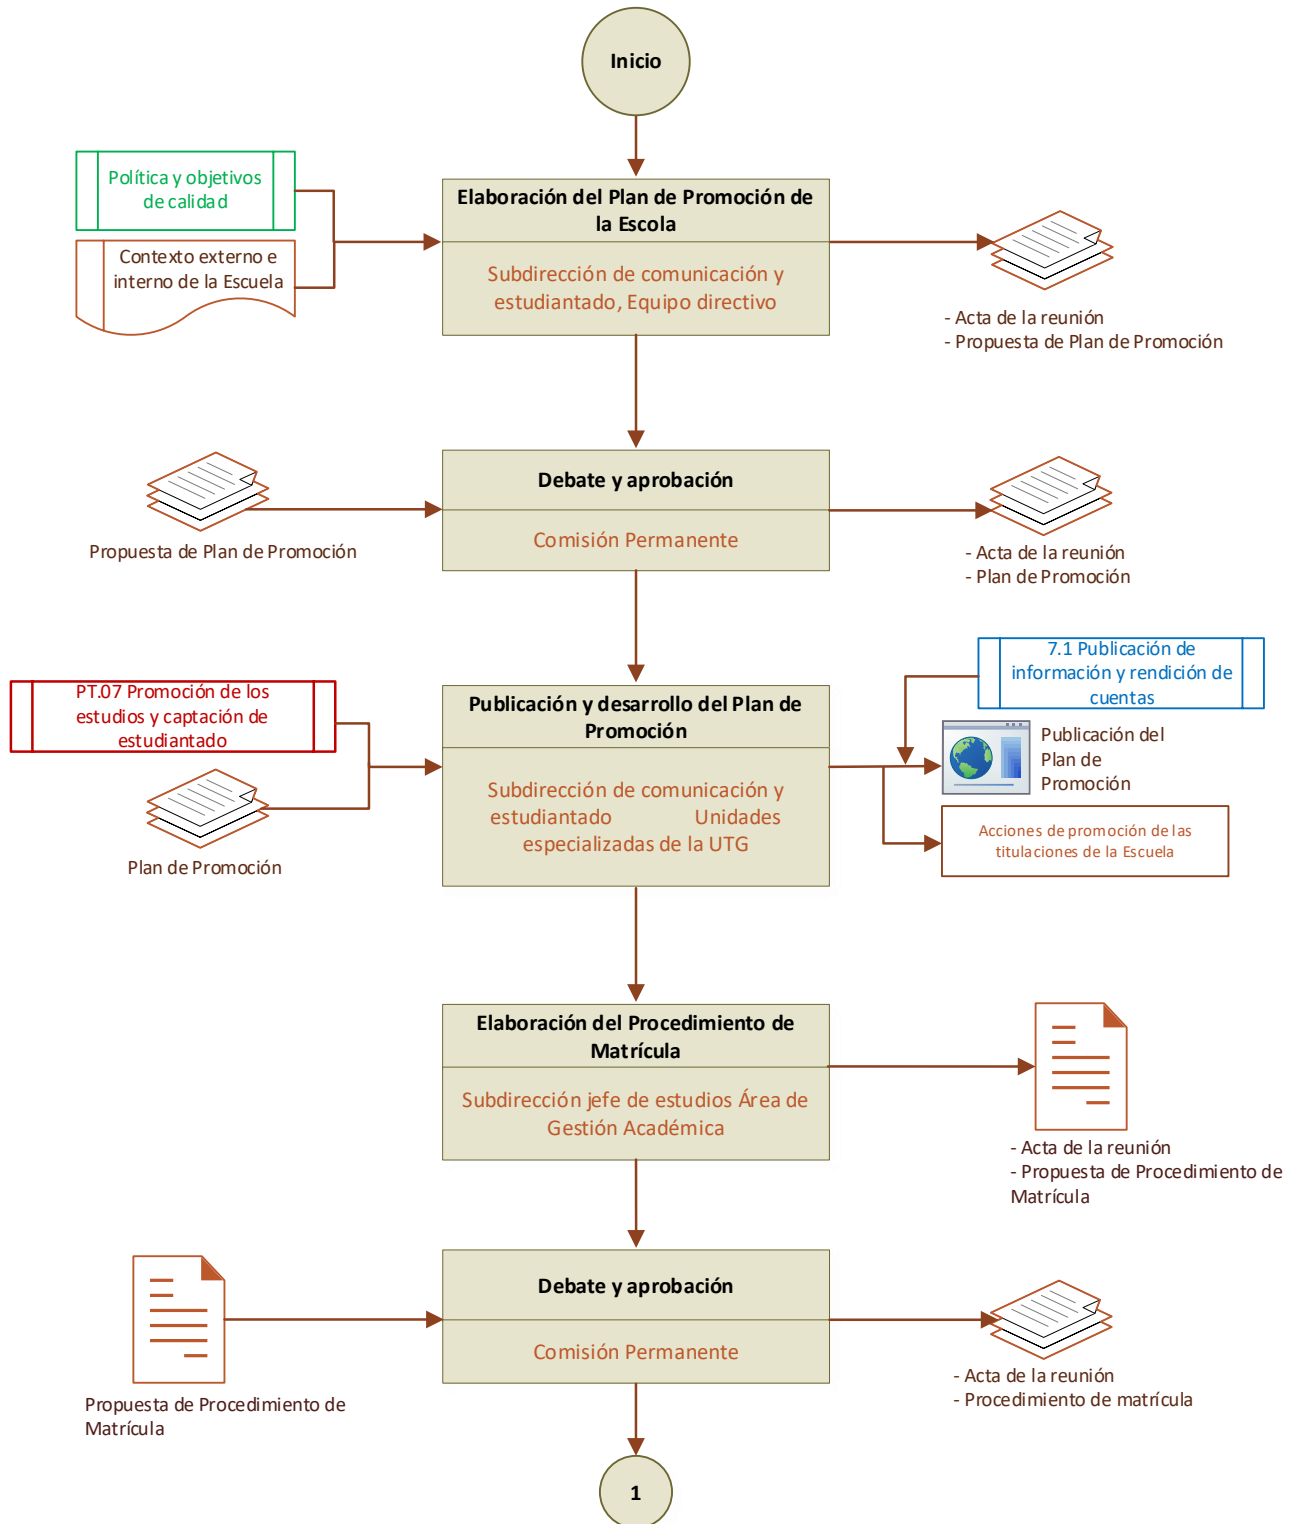 Inicio
Política y objetivos
de calidad
Contexto externo e
interno de la Escuela
Elaboración del Plan de Promoción de
la Escola
Subdirección de comunicación y
estudiantado, Equipo directivo
- Acta de la reunión
- Propuesta de Plan de Promoción
Propuesta de Plan de Promoción
Debate y aprobación
Comisión Permanente
- Acta de la reunión
- Plan de Promoción
PT.07 Promoción de los
estudios y captación de
estudiantado
Plan de Promoción
Publicación y desarrollo del Plan de
Promoción
Subdirección de comunicación y
estudiantado Unidades
especializadas de la UTG
7.1 Publicación de
información y rendición de
cuentas
Publicación del
Plan de
Promoción
Acciones de promoción de las
titulaciones de la Escuela
Elaboración del Procedimiento de
Matrícula
Subdirección jefe de estudios Área de
Gestión Académica
- Acta de la reunión
- Propuesta de Procedimiento de
Matrícula
Propuesta de Procedimiento de
Matrícula
Debate y aprobación
Comisión Permanente
- Acta de la reunión
- Procedimiento de matrícula
1